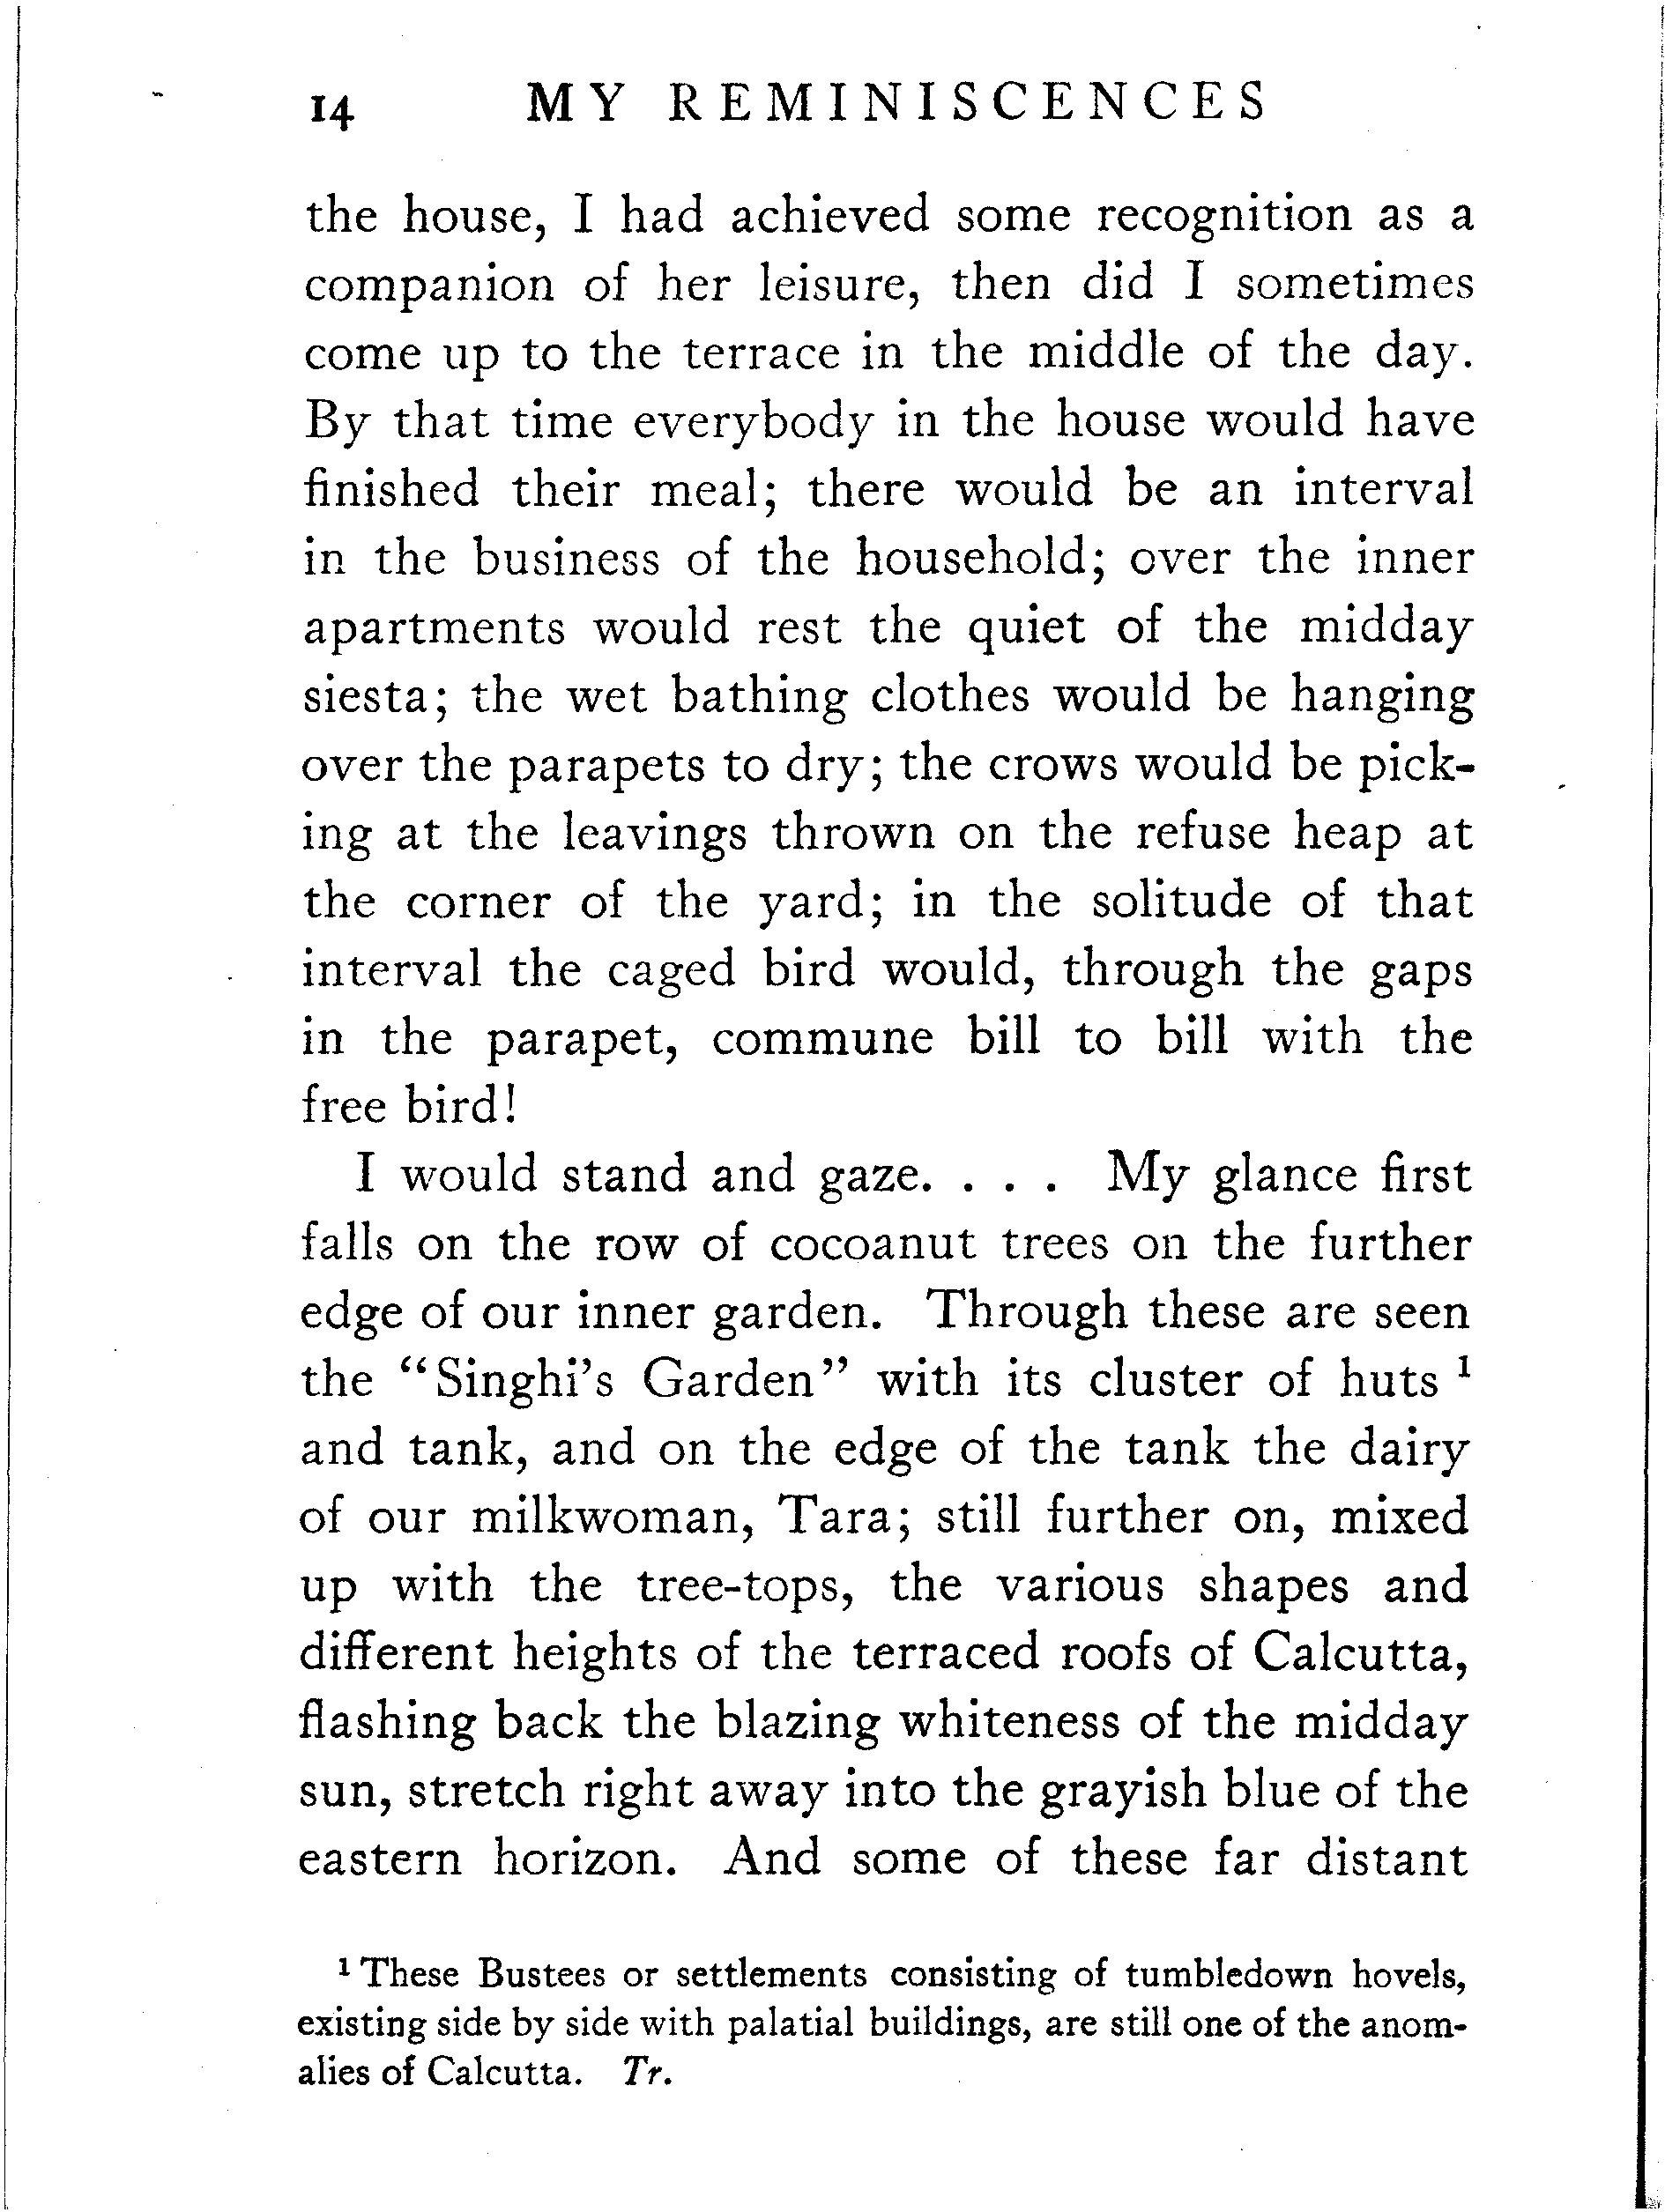 14 MY REMINISCENCES
the house, I had achieved some recognition as a
companion of her leisure, then did I sometimes
come up to the terrace in the middle of the day.
By that time everybody in the house would have
finished their meal; there would be an interval
in the business of the household; over the inner
apartments would rest the quiet of the midday
siesta; the wet bathing clothes would be hanging
over the parapets to dry; the crows would be pick-
ing at the leavings thrown on the refuse heap at
the corner of the yard; in the solitude of that
interval the caged bird would, through the gaps
in the parapet, commune bill to bill with the
free bird!
I would stand and gaze. . . . My glance first
falls on the row of cocoanut trees on the further
edge of our inner garden. Through these are seen
the “Singhi’s Garden” with its cluster of huts ¹
and tank, and on the edge of the tank the dairy
of our milkwoman, Tara; still further on, mixed
up with the tree-tops, the various shapes and
different heights of the terraced roofs of Calcutta,
flashing back the blazing whiteness of the midday
sun, stretch right away into the grayish blue of the
eastern horizon. And some of these far distant
¹ These Bustees or settlements consisting of tumbledown hovels,
existing side by side with palatial buildings, are still one of the anom-
alies of Calcutta. Tr.